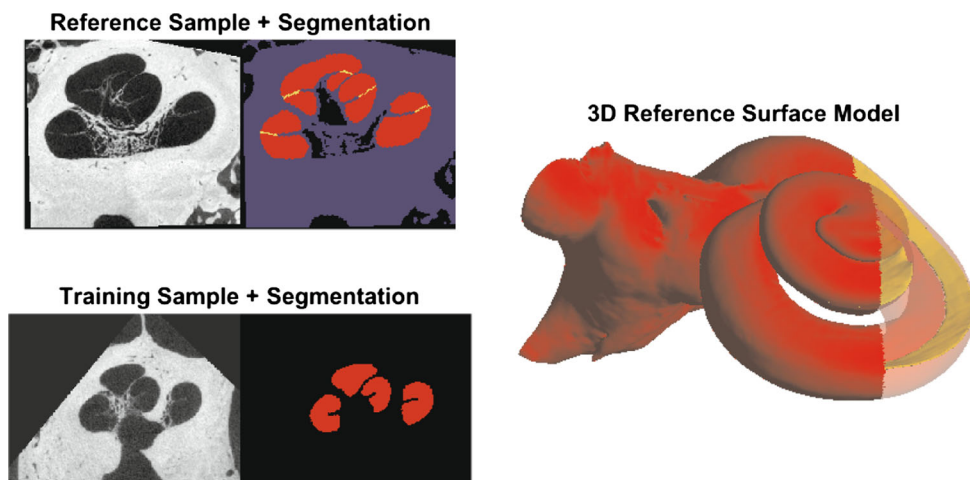 Reference Sample + Segmentation
3D Reference Surface Model
Training Sample + Segmentation